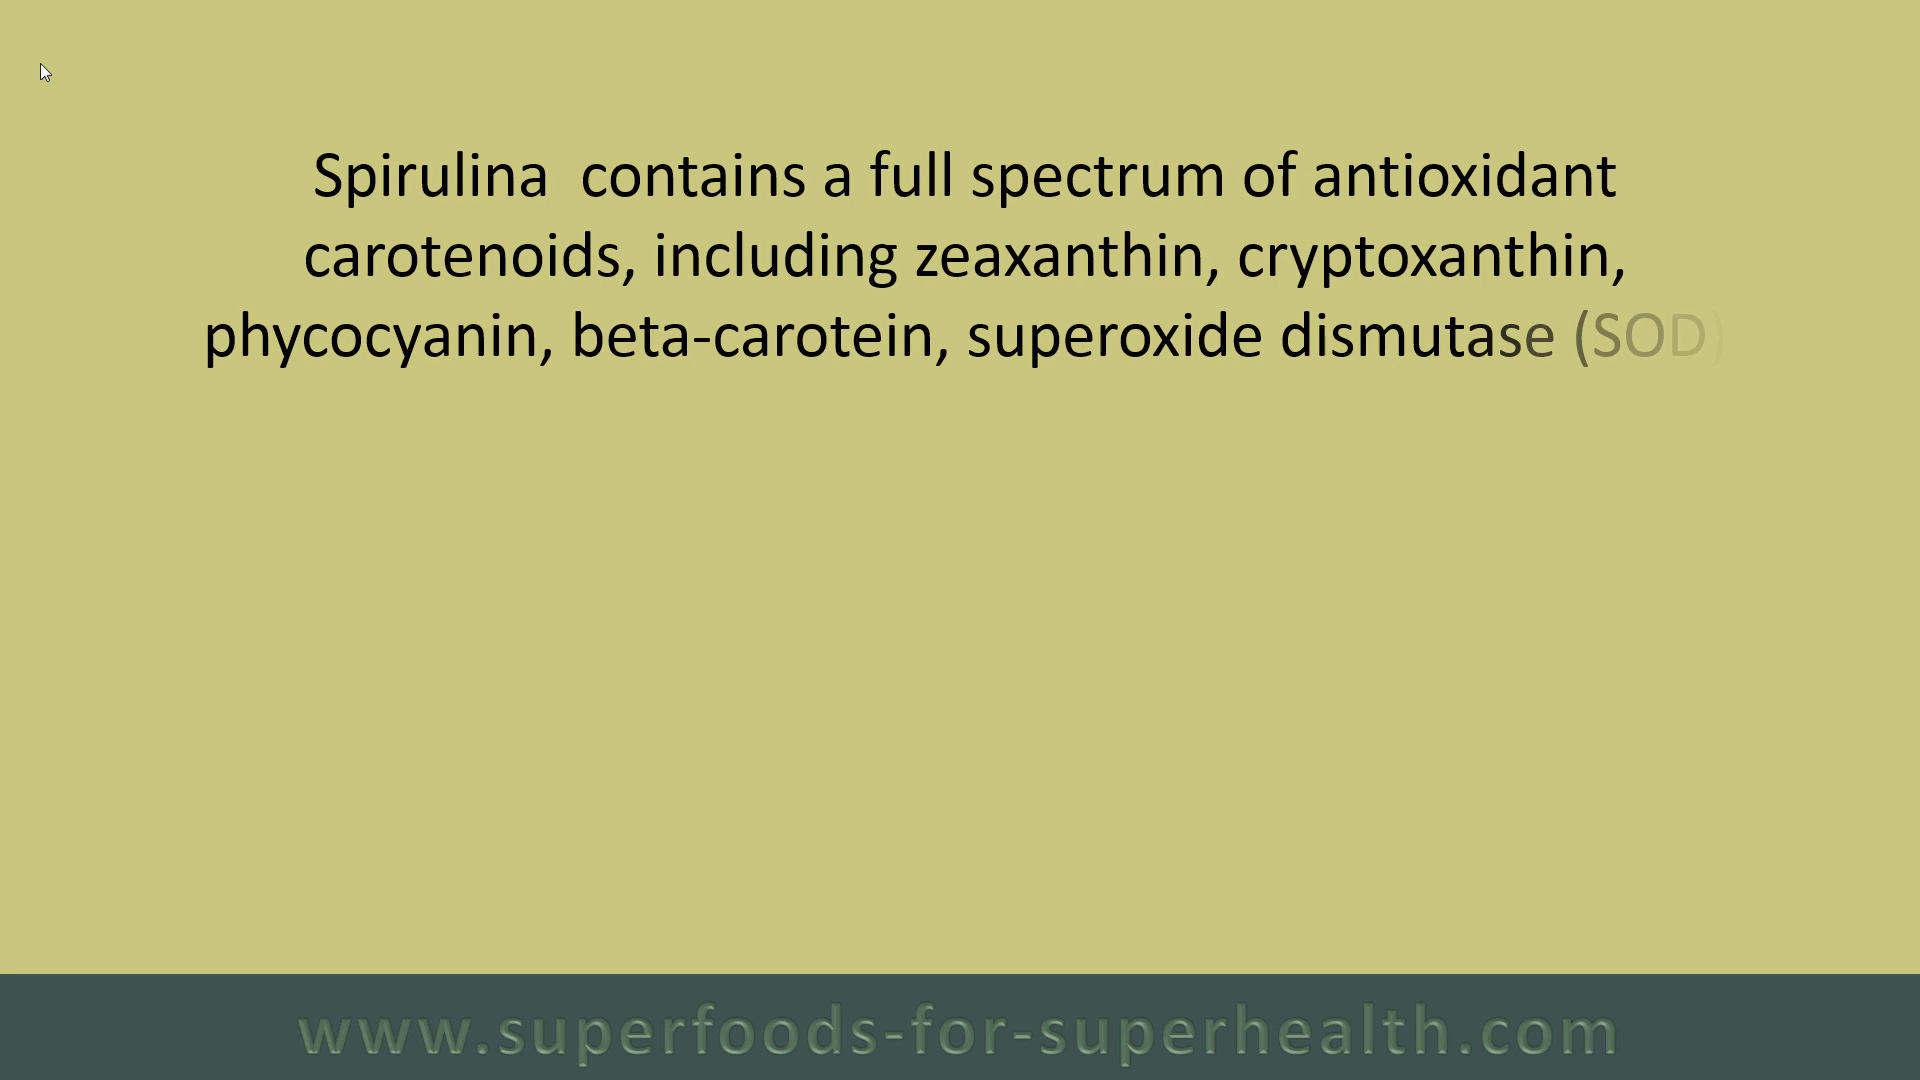 Spirulina  contains a full spectrum of antioxidant
carotenoids, including zeaxanthin, cryptoxanthin,
phycocyanin, beta-carotein, superoxide dismutase (SOD)
www.superfoods-for-superhealth.com